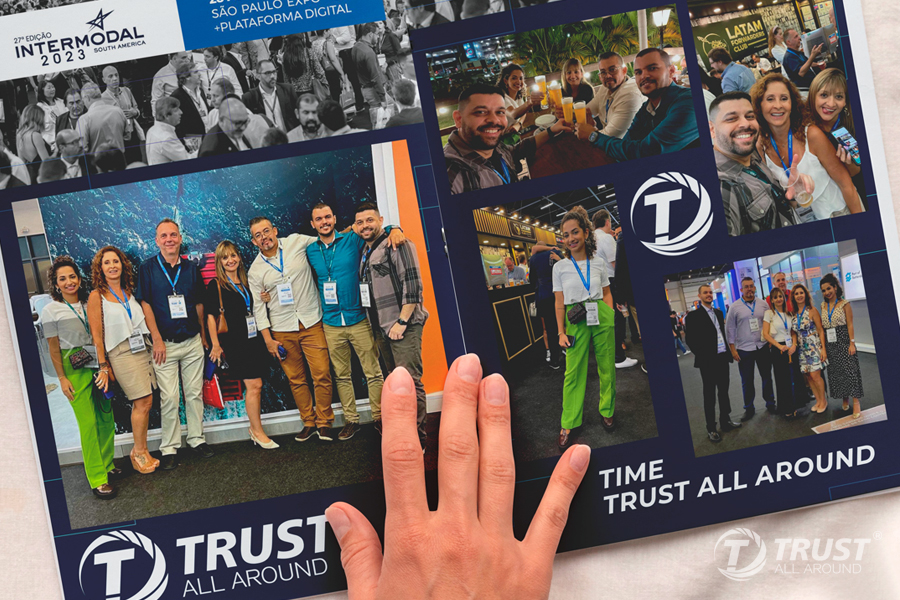 27ª EDIÇÃO
INTERMODAL
SOUTH AMERICA
2023
SÃO PAULO EXPO
+PLATAFORMA DIGITAL
LATAM
FORWARDERS
CLUB
T
TIME
TRUST ALL AROUND
T TRUST
ALL AROUND
T TRUST
ALL AROUND